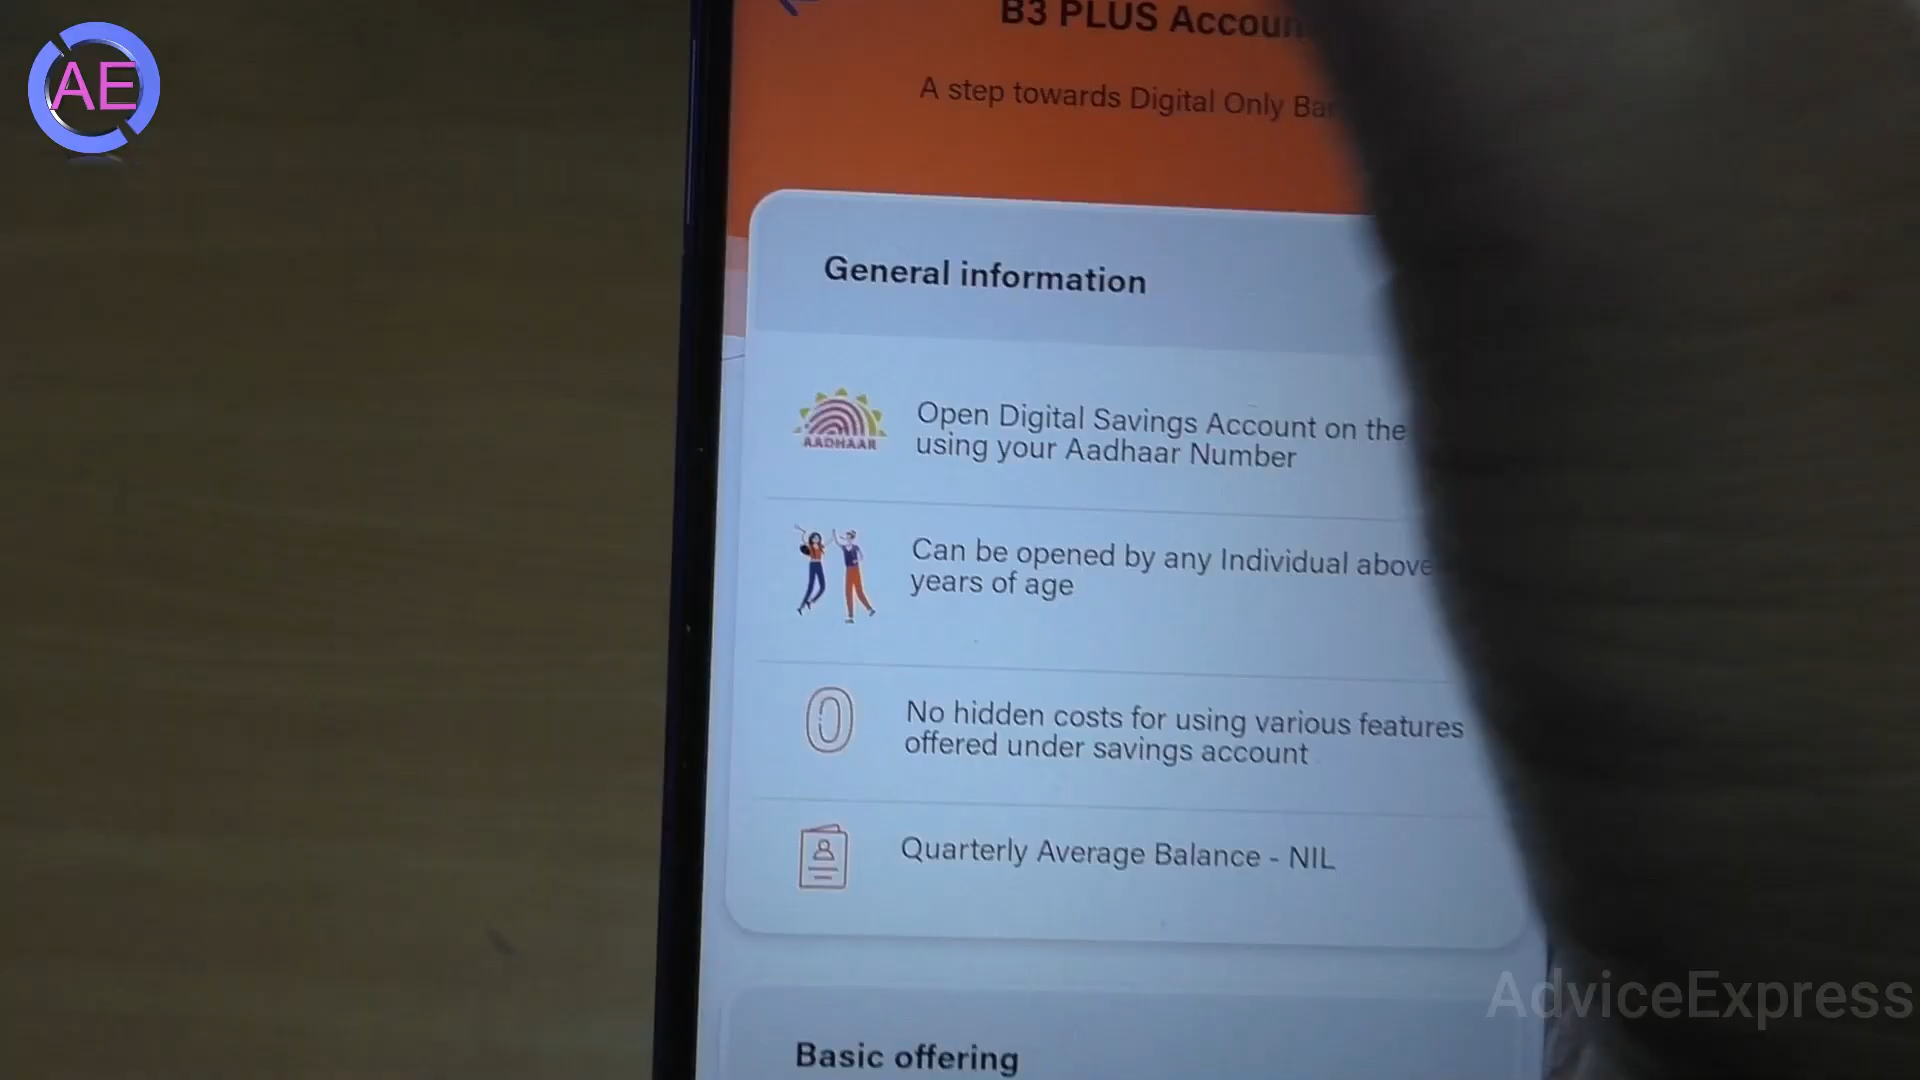 AE
B3 PLUS Accoun
A step towards Digital Only Ba
General information
AADHAAR
Open Digital Savings Account on the
using your Aadhaar Number
Can be opened by any Individual above
years of age
0
No hidden costs for using various features
offered under savings account
Quarterly Average Balance - NIL
AdviceExpress
Basic offering